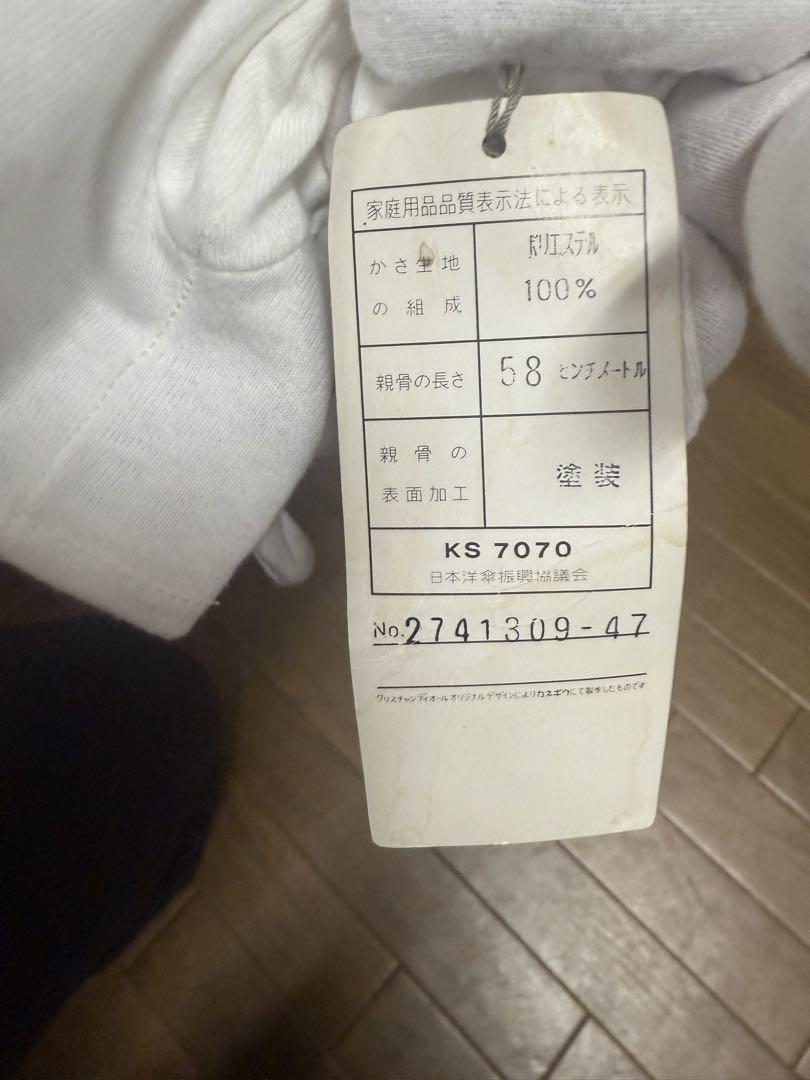 家庭用品品質表示法による表示
かさ生地
の組成
ポリエステル
100%
親骨の長さ
58 センチメートル
親骨の
表面加工
塗装
KS 7070
日本洋傘振興協議会
No.2741309-47
クリスチャンディオールオリジナルデザインによりカネボウにて製作したものです